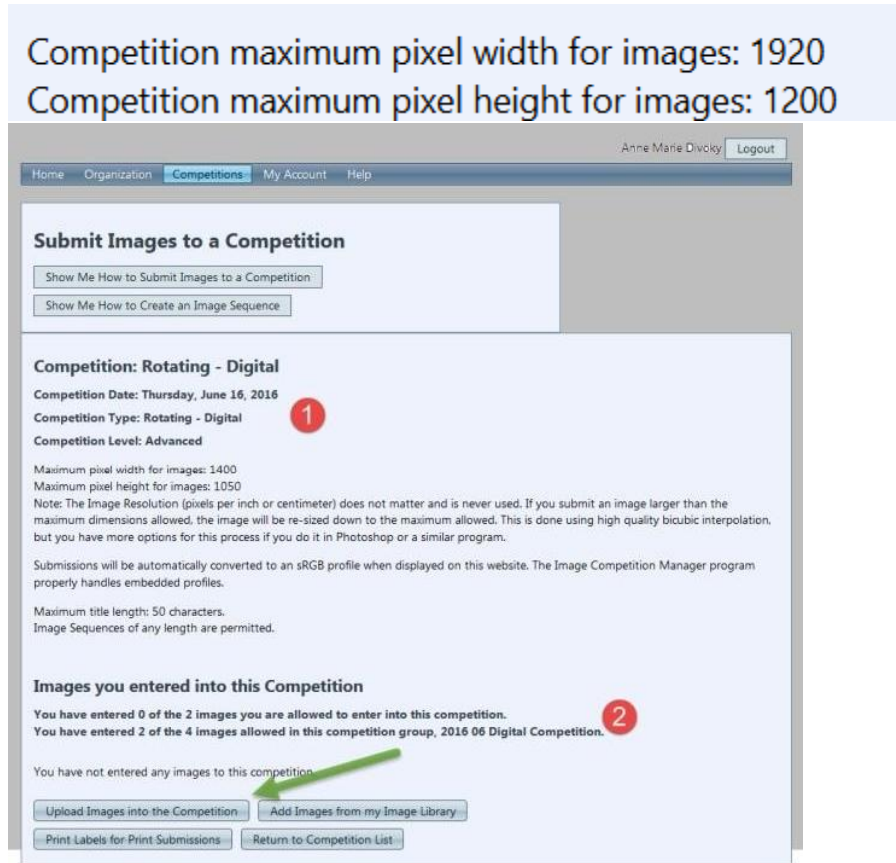 Competition maximum pixel width for images: 1920
Competition maximum pixel height for images: 1200
Anne Marie Divoky Logout
Home Organization Competitions My Account Help
Submit Images to a Competition
Show Me How to Submit Images to a Competition
Show Me How to Create an Image Sequence
Competition: Rotating - Digital
Competition Date: Thursday, June 16, 2016
Competition Type: Rotating - Digital
1
Competition Level: Advanced
Maximum pixel width for images: 1400
Maximum pixel height for images: 1050
Note: The Image Resolution (pixels per inch or centimeter) does not matter and is never used. If you submit an image larger than the
maximum dimensions allowed, the image will be re-sized down to the maximum allowed. This is done using high quality bicubic interpolation,
but you have more options for this process if you do it in Photoshop or a similar program.
Submissions will be automatically converted to an sRGB profile when displayed on this website. The Image Competition Manager program
properly handles embedded profiles.
Maximum title length: 50 characters.
Image Sequences of any length are permitted.
Images you entered into this Competition
You have entered 0 of the 2 images you are allowed to enter into this competition.
2
You have entered 2 of the 4 images allowed in this competition group, 2016 06 Digital Competition.
You have not entered any images to this competition.
Upload Images into the Competition Add Images from my Image Library
Print Labels for Print Submissions Return to Competition List